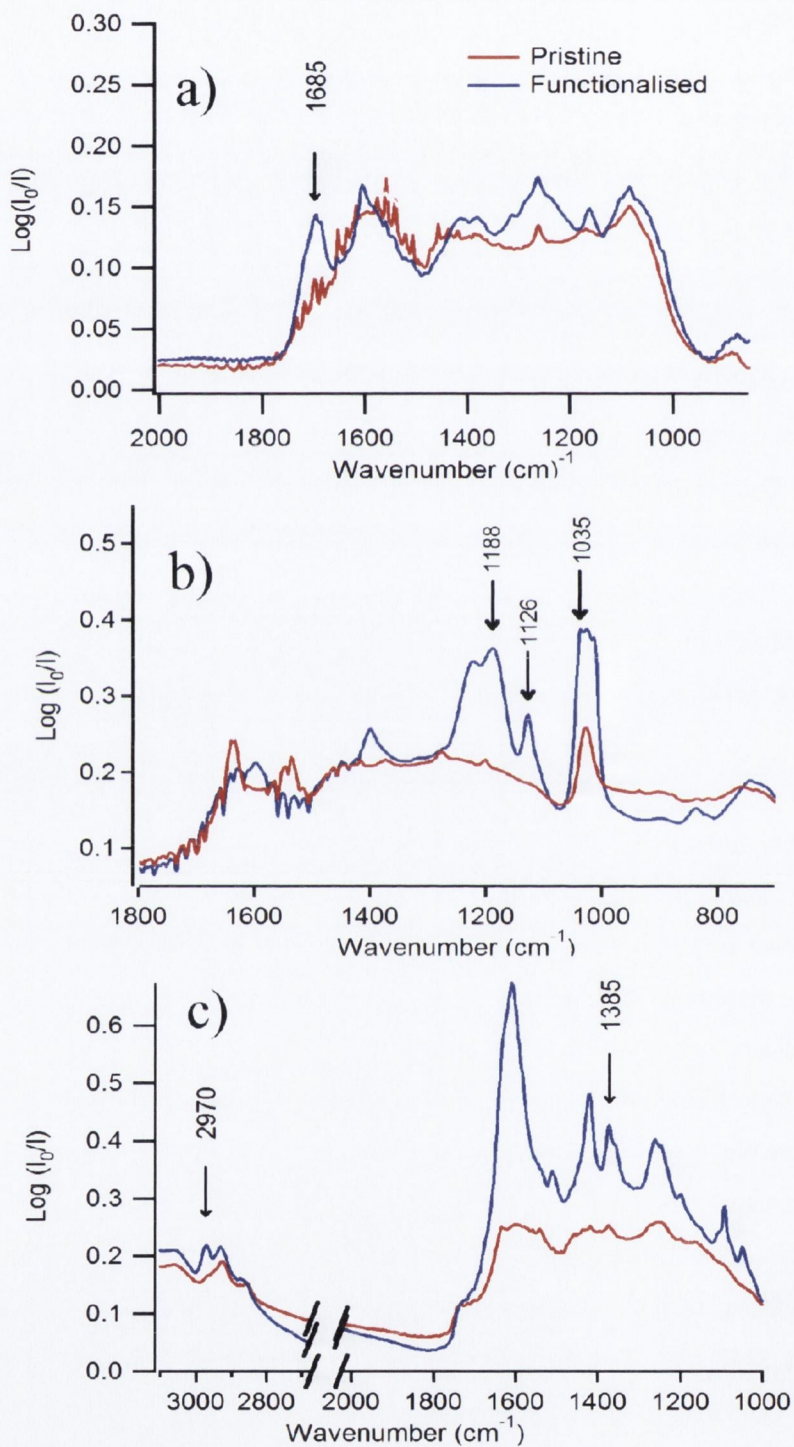 0.30
0.25
0.20
0.15
0.10
0.05
0.00
Log(I₀/I)
a)
1685
Pristine
Functionalised
2000 1800 1600 1400 1200 1000
Wavenumber (cm)⁻¹
0.5
0.4
0.3
0.2
0.1
Log (I₀/I)
b)
1188
1126
1035
1800 1600 1400 1200 1000 800
Wavenumber (cm⁻¹)
0.6
0.5
0.4
0.3
0.2
0.1
0.0
Log (I₀/I)
c)
2970
1385
3000 2800 2000 1800 1600 1400 1200 1000
Wavenumber (cm⁻¹)